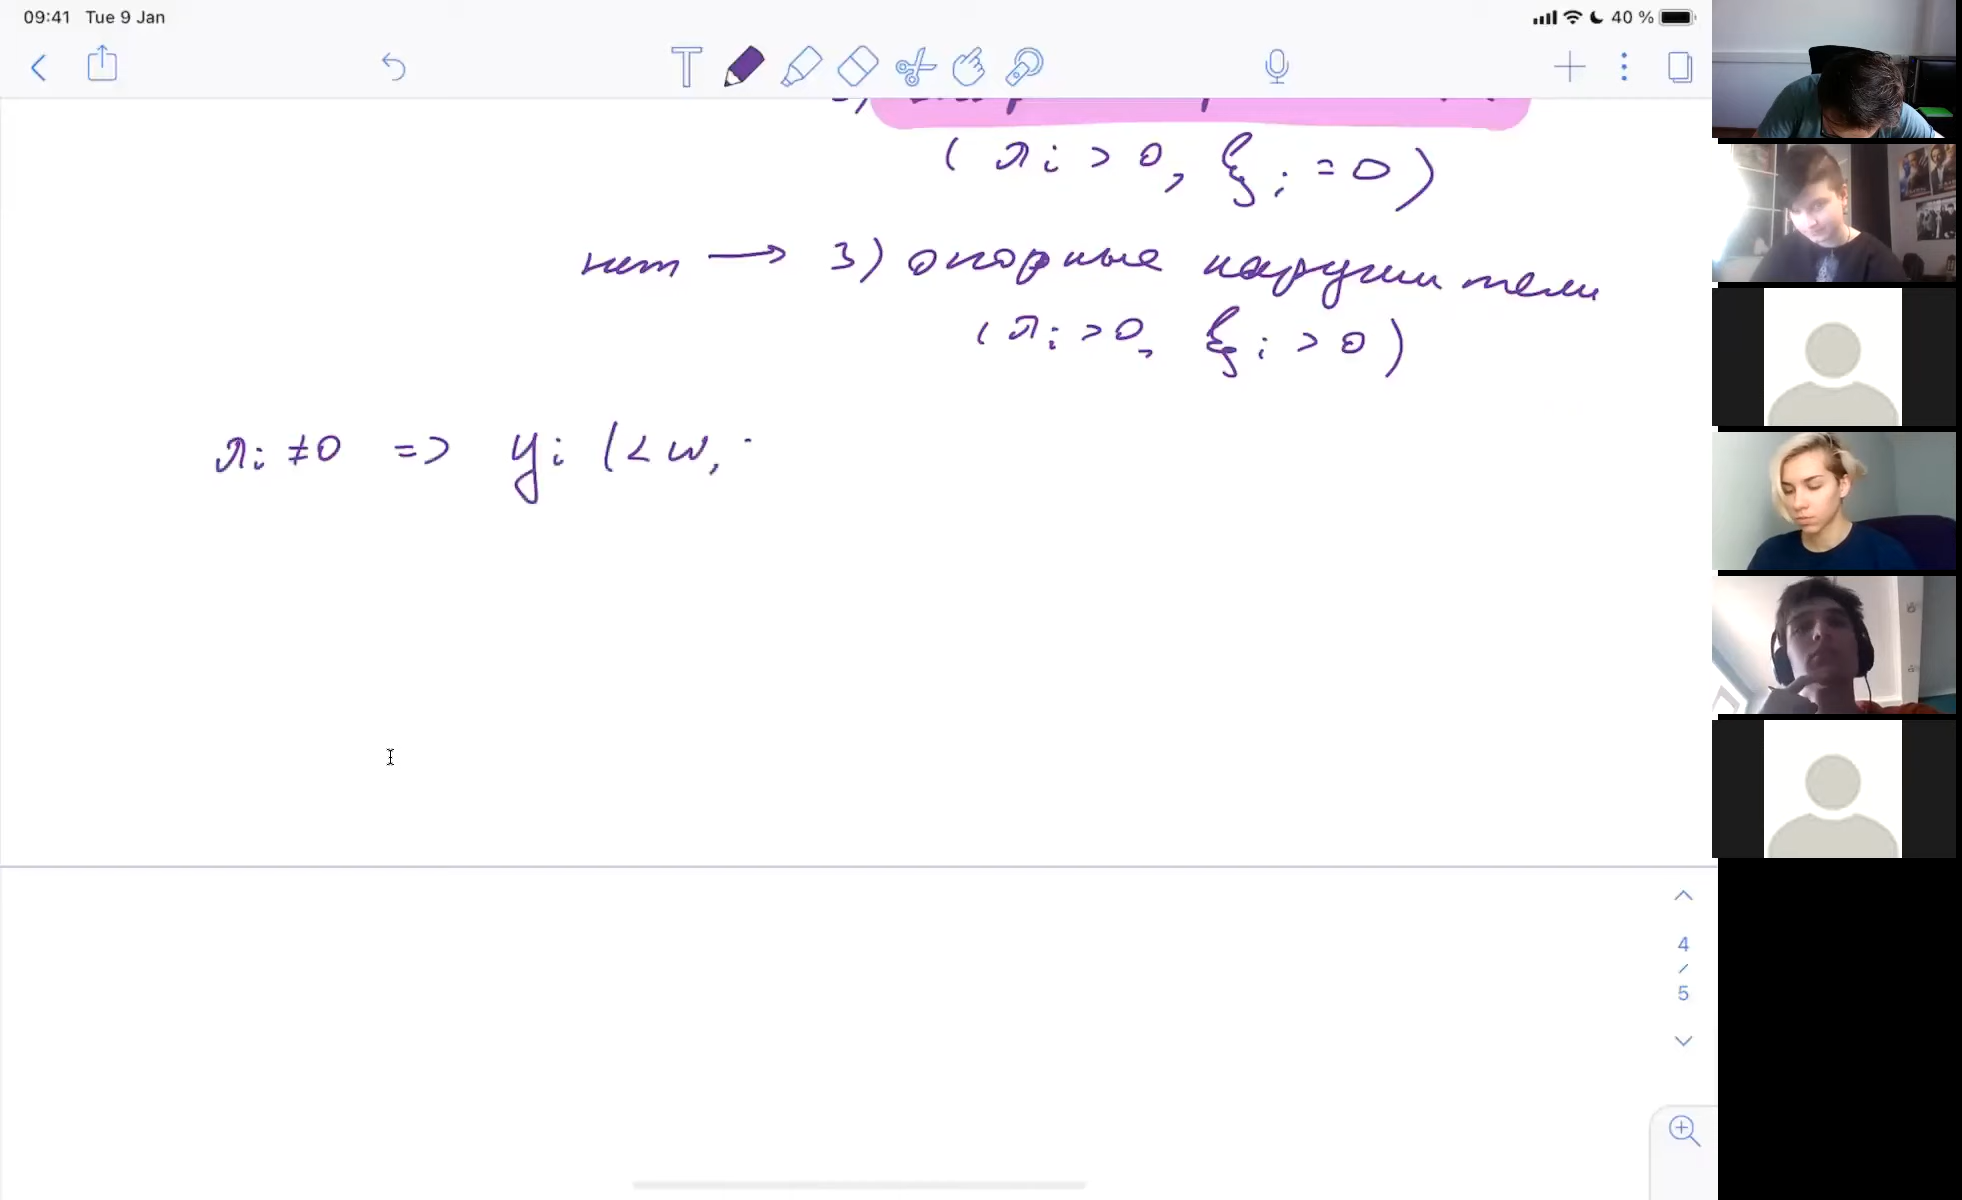 09:41 Tue 9 Jan 40 %
(λi > 0, ξi = 0)
нет → 3) опорные нарушители
(λi > 0, ξi > 0)
λi ≠ 0 => yi (< w,
4
/
5